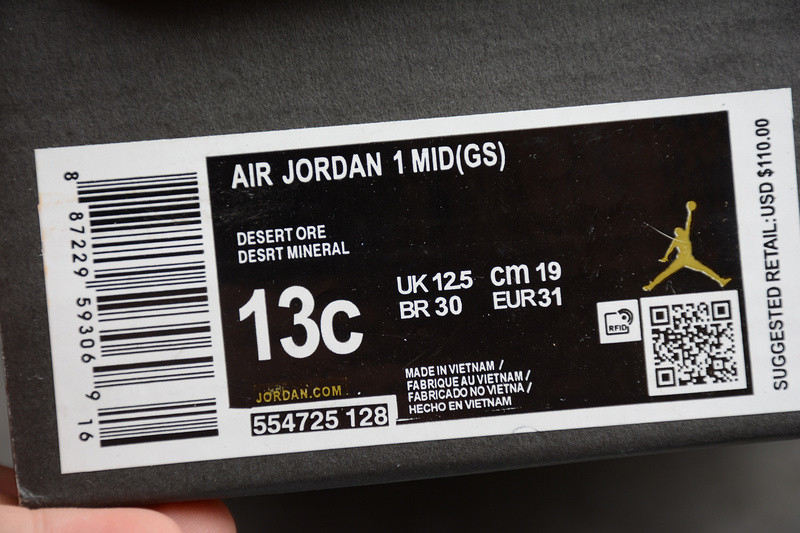 AIR JORDAN 1 MID(GS)
DESERT ORE
DESRT MINERAL
13C
UK 12.5 cm 19
BR 30 EUR 31
JORDAN.COM
554725 128
MADE IN VIETNAM /
FABRIQUE AU VIETNAM /
FABRICADO NO VIETNA /
HECHO EN VIETNAM
RFID
8 87229 59306 9 16
SUGGESTED RETAIL:USD $110.00